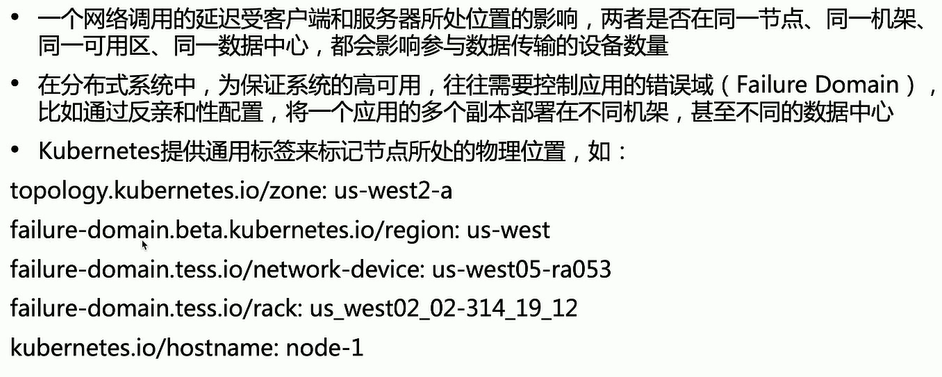 • 一个网络调用的延迟受客户端和服务器所处位置的影响，两者是否在同一节点、同一机架、
同一可用区、同一数据中心，都会影响参与数据传输的设备数量
• 在分布式系统中，为保证系统的高可用，往往需要控制应用的错误域（Failure Domain），
比如通过反亲和性配置，将一个应用的多个副本部署在不同机架，甚至不同的数据中心
• Kubernetes提供通用标签来标记节点所处的物理位置，如：
topology.kubernetes.io/zone: us-west2-a
failure-domain.beta.kubernetes.io/region: us-west
failure-domain.tess.io/network-device: us-west05-ra053
failure-domain.tess.io/rack: us_west02_02-314_19_12
kubernetes.io/hostname: node-1